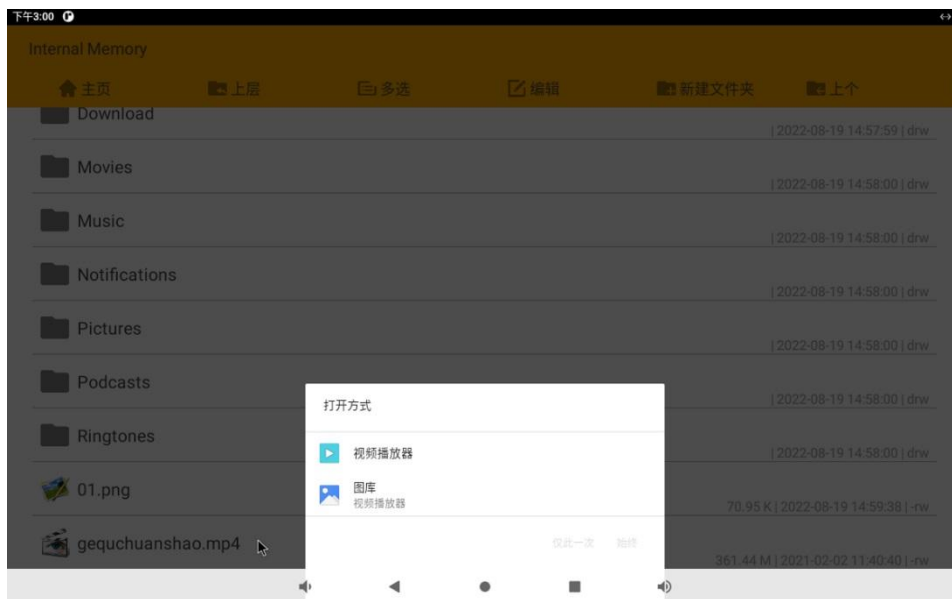 下午3:00
Internal Memory
主页 上层 多选 编辑 新建文件夹 上个
Download
| 2022-08-19 14:57:59 | drw
Movies
| 2022-08-19 14:58:00 | drw
Music
| 2022-08-19 14:58:00 | drw
Notifications
| 2022-08-19 14:58:00 | drw
Pictures
| 2022-08-19 14:58:00 | drw
Podcasts
| 2022-08-19 14:58:00 | drw
Ringtones
| 2022-08-19 14:58:00 | drw
01.png
70.95 K | 2022-08-19 14:59:38 | -rw
gequchuanshao.mp4
361.44 M | 2021-02-02 11:40:40 | -rw
打开方式
视频播放器
图库
视频播放器
仅此一次 始终